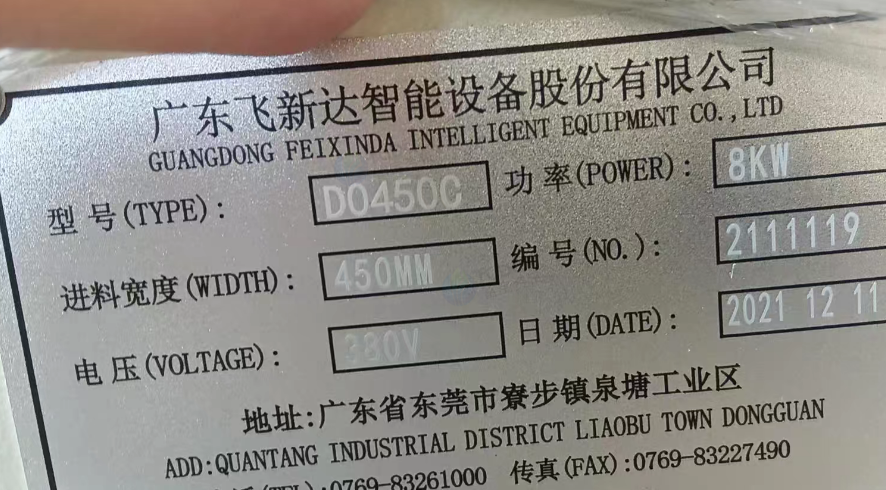 广东飞新达智能设备股份有限公司
GUANGDONG FEIXINDA INTELLIGENT EQUIPMENT CO.,LTD
型号(TYPE): DO450C 功率(POWER): 8KW
进料宽度(WIDTH): 450MM 编号(NO.): 2111119
电压(VOLTAGE): 380V 日期(DATE): 2021 12 11
地址:广东省东莞市寮步镇泉塘工业区
ADD:QUANTANG INDUSTRIAL DISTRICT LIAOBU TOWN DONGGUAN
(TEL):0769-83261000 传真(FAX):0769-83227490